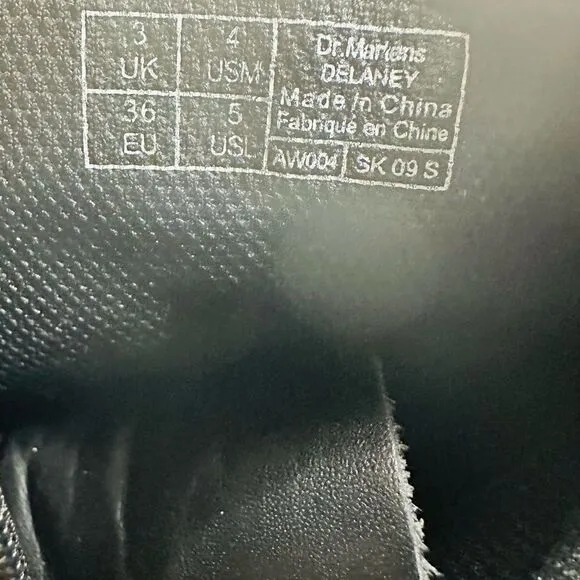 3 UK
4 USM
36 EU
5 USL
Dr.Martens
DELANEY
Made in China
Fabriqué en Chine
AW004 SK 09 S